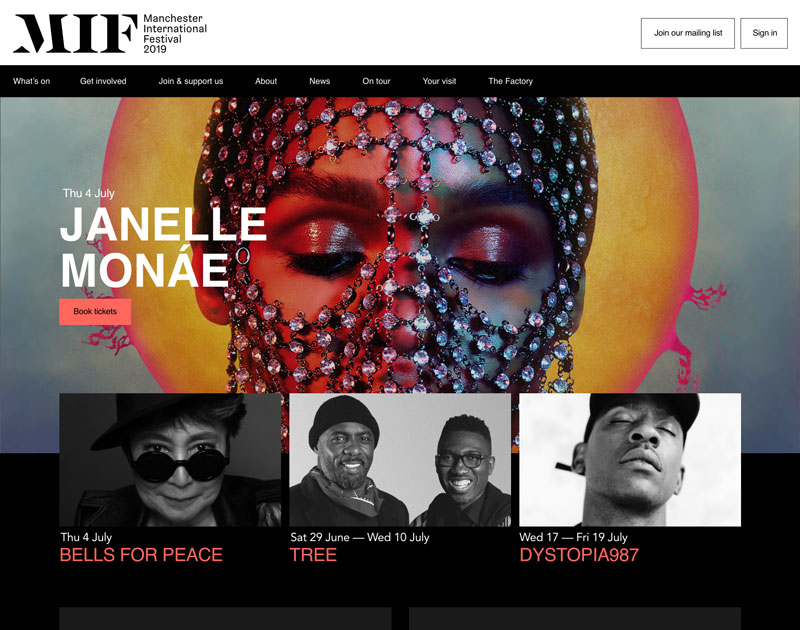 MIF
Manchester
International
Festival
2019
Join our mailing list
Sign in
What's on
Get involved
Join & support us
About
News
On tour
Your visit
The Factory
Thu 4 July
JANELLE
MONÁE
Book tickets
Thu 4 July
BELLS FOR PEACE
Sat 29 June — Wed 10 July
TREE
Wed 17 — Fri 19 July
DYSTOPIA987